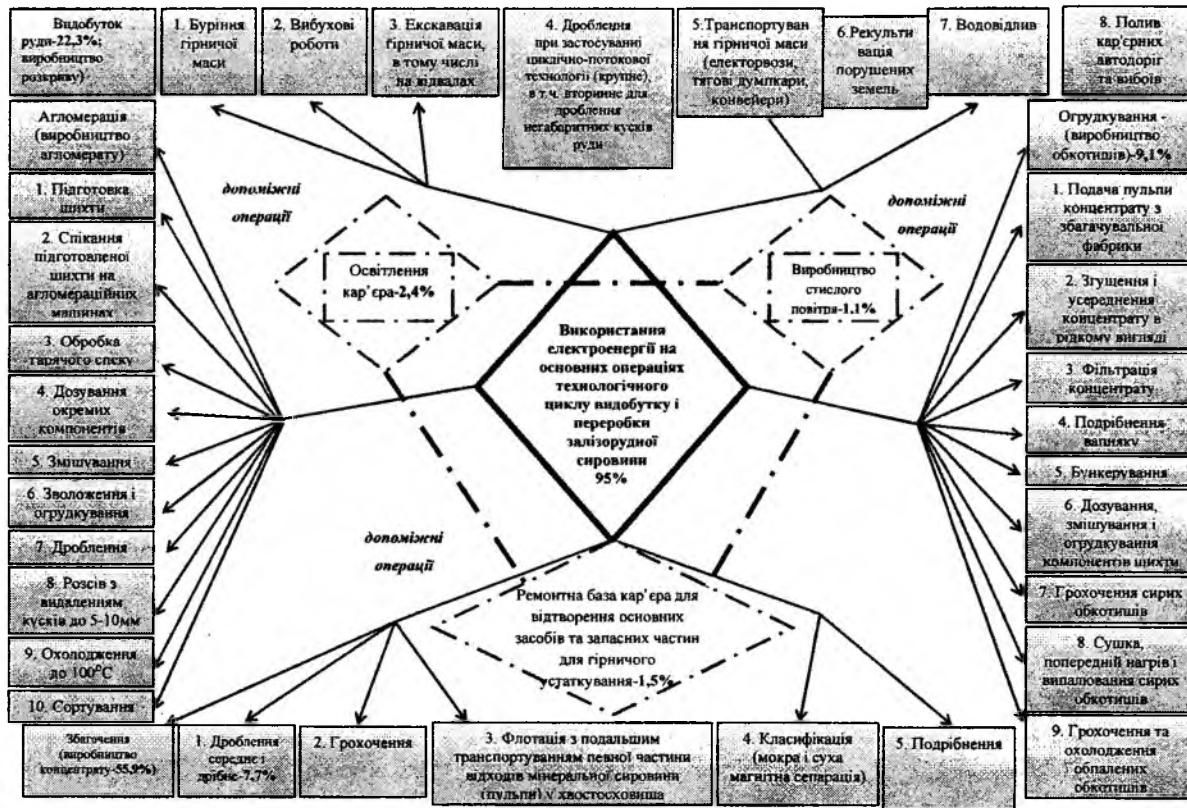 Видобуток
руди-22,3%;
виробництво
розкриву)
1. Буріння
гірничої
маси
2. Вибухові
роботи
3. Екскавація
гірничої маси,
в тому числі
на відвалах
4. Дроблення
при застосуванні
циклічно-потокової
технології (крупне),
в т.ч. вторинне для
дроблення
негабаритних кусків
руди
5.Транспортуван
ня гірничої маси
(електорвози,
тягові думпкари,
конвейери)
6. Рекульти
вація
порушених
земель
7. Водовідлив
8. Полив
кар'єрних
автодоріг
та вибоїв
Агломерація
(виробництво
агломерату)
1. Підготовка
шихти
2. Спікання
підготовленої
шихти на
агломераційних
машинах
3. Обробка
гарячого спеку
4. Дозування
окремих
компонентів
5. Змішування
6. Зволоження і
огрудкування
7. Дроблення
8. Розсів з
видаленням
кусків до 5-10мм
9. Охолодження
до 100⁰С
10. Сортування
допоміжні
операції
Освітлення
кар'єра-2,4%
допоміжні
операції
Виробництво
стислого
повітря-1,1%
Використання
електроенергії на
основних операціях
технологічного
циклу видобутку і
переробки
залізорудної
сировини
95%
допоміжні
операції
Ремонтна база кар'єра для
відтворення основних
засобів та запасних частин
для гірничого
устаткування-1,5%
Огрудкування -
(виробництво
обкотишів)-9,1%
1. Подача пульпи
концентрату з
збагачувальної
фабрики
2. Згущення і
усереднення
концентрату в
рідкому вигляді
3. Фільтрація
концентрату
4. Подрібнення
вапняку
5. Бункерування
6. Дозування,
змішування і
огрудкування
компонентів шихти
7. Грохочення сирих
обкотишів
8. Сушка,
попередній нагрів і
випалювання сирих
обкотишів
9. Грохочення та
охолодження
обпалених
обкотишів
Збагачення
(виробництво
концентрату-55,9%)
1. Дроблення
середнє і
дрібне-7,7%
2. Грохочення
3. Флотація з подальшим
транспортуванням певної частини
відходів мінеральної сировини
(пульпи) у хвостосховища
4. Класифікація
(мокра і суха
магнітна сепарація)
5. Подрібнення